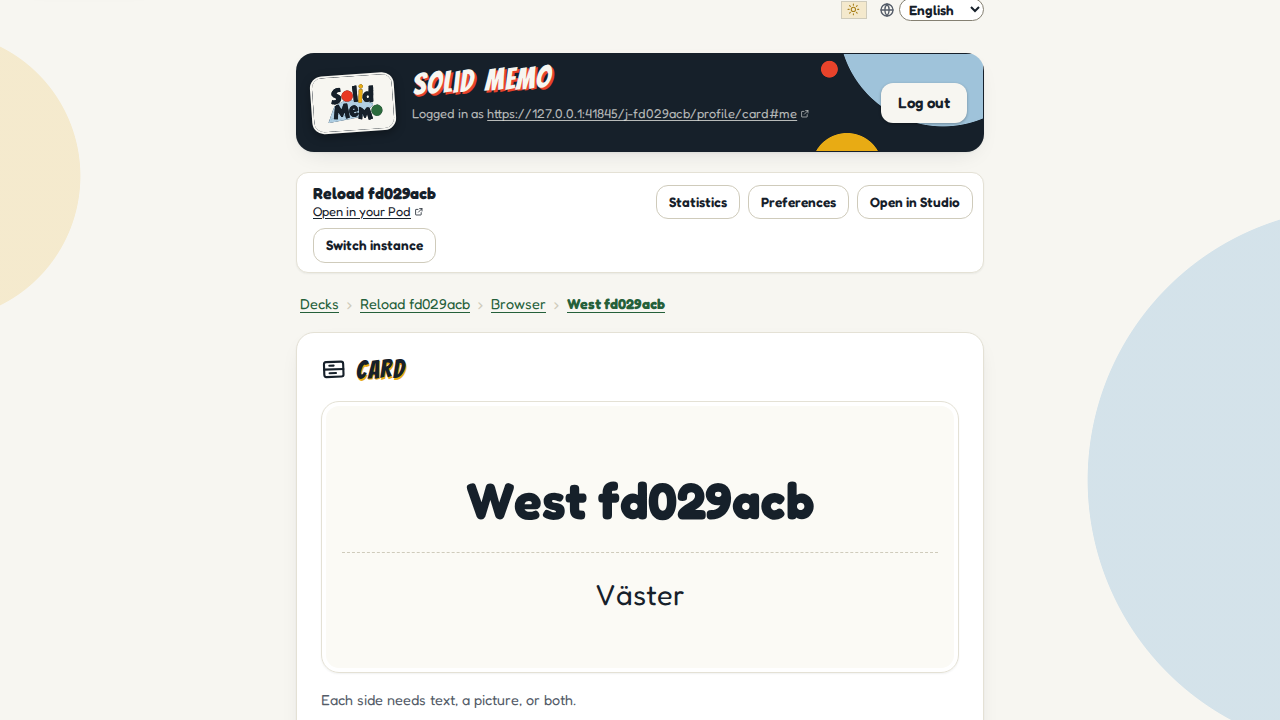 English
Solid Memo
SOLID MEMO
Logged in as https://127.0.0.1:41845/j-fd029acb/profile/card#me
Log out
Reload fd029acb
Open in your Pod
Statistics
Preferences
Open in Studio
Switch instance
Decks › Reload fd029acb › Browser › West fd029acb
CARD
West fd029acb
Väster
Each side needs text, a picture, or both.